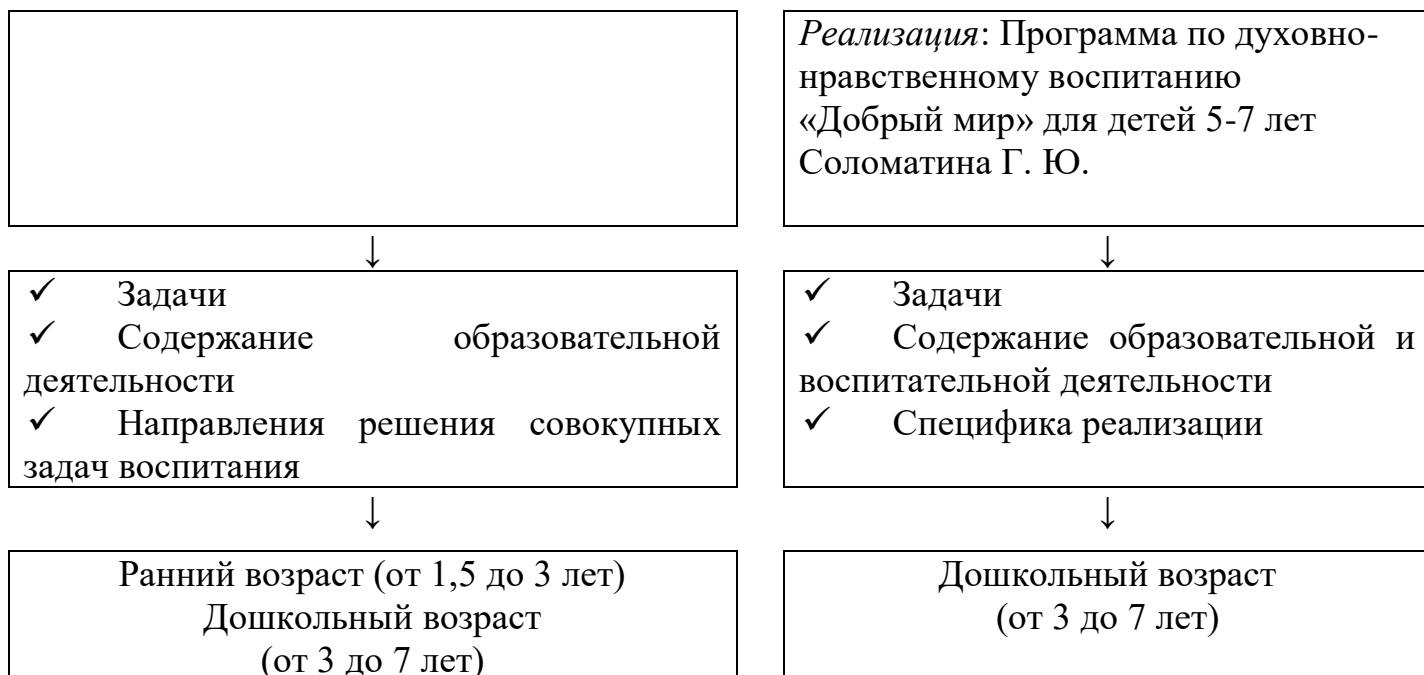 Реализация: Программа по духовно-
нравственному воспитанию
«Добрый мир» для детей 5-7 лет
Соломатина Г. Ю.
↓
↓
✓ Задачи
✓ Содержание образовательной
деятельности
✓ Направления решения совокупных
задач воспитания
✓ Задачи
✓ Содержание образовательной и
воспитательной деятельности
✓ Специфика реализации
↓
↓
Ранний возраст (от 1,5 до 3 лет)
Дошкольный возраст
(от 3 до 7 лет)
Дошкольный возраст
(от 3 до 7 лет)